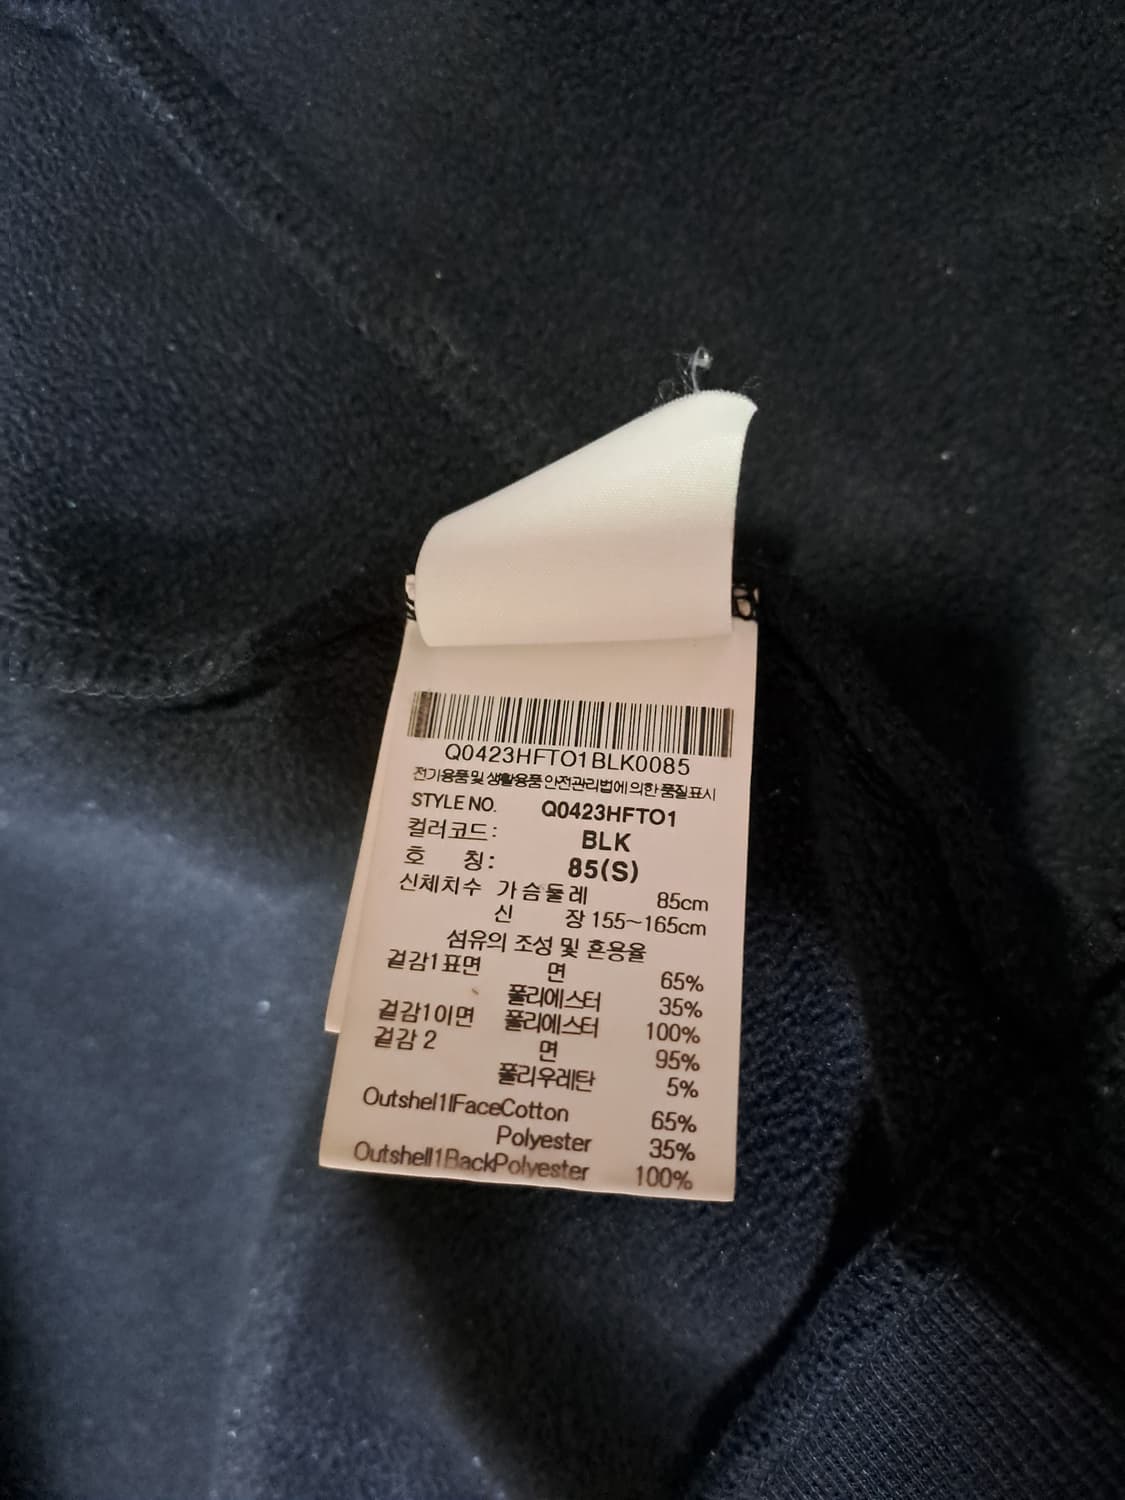 Q0423HFTO1BLK0085
전기용품 및 생활용품 안전관리법에 의한 품질표시
STYLE NO. Q0423HFTO1
컬러코드: BLK
호 칭: 85(S)
신체치수 가슴둘레 85cm
신 장 155~165cm
섬유의 조성 및 혼용율
겉감1표면 면 65%
폴리에스터 35%
겉감1이면 폴리에스터 100%
겉감 2 면 95%
폴리우레탄 5%
Outshel1lFaceCotton 65%
Polyester 35%
Outshell1BackPolyester 100%